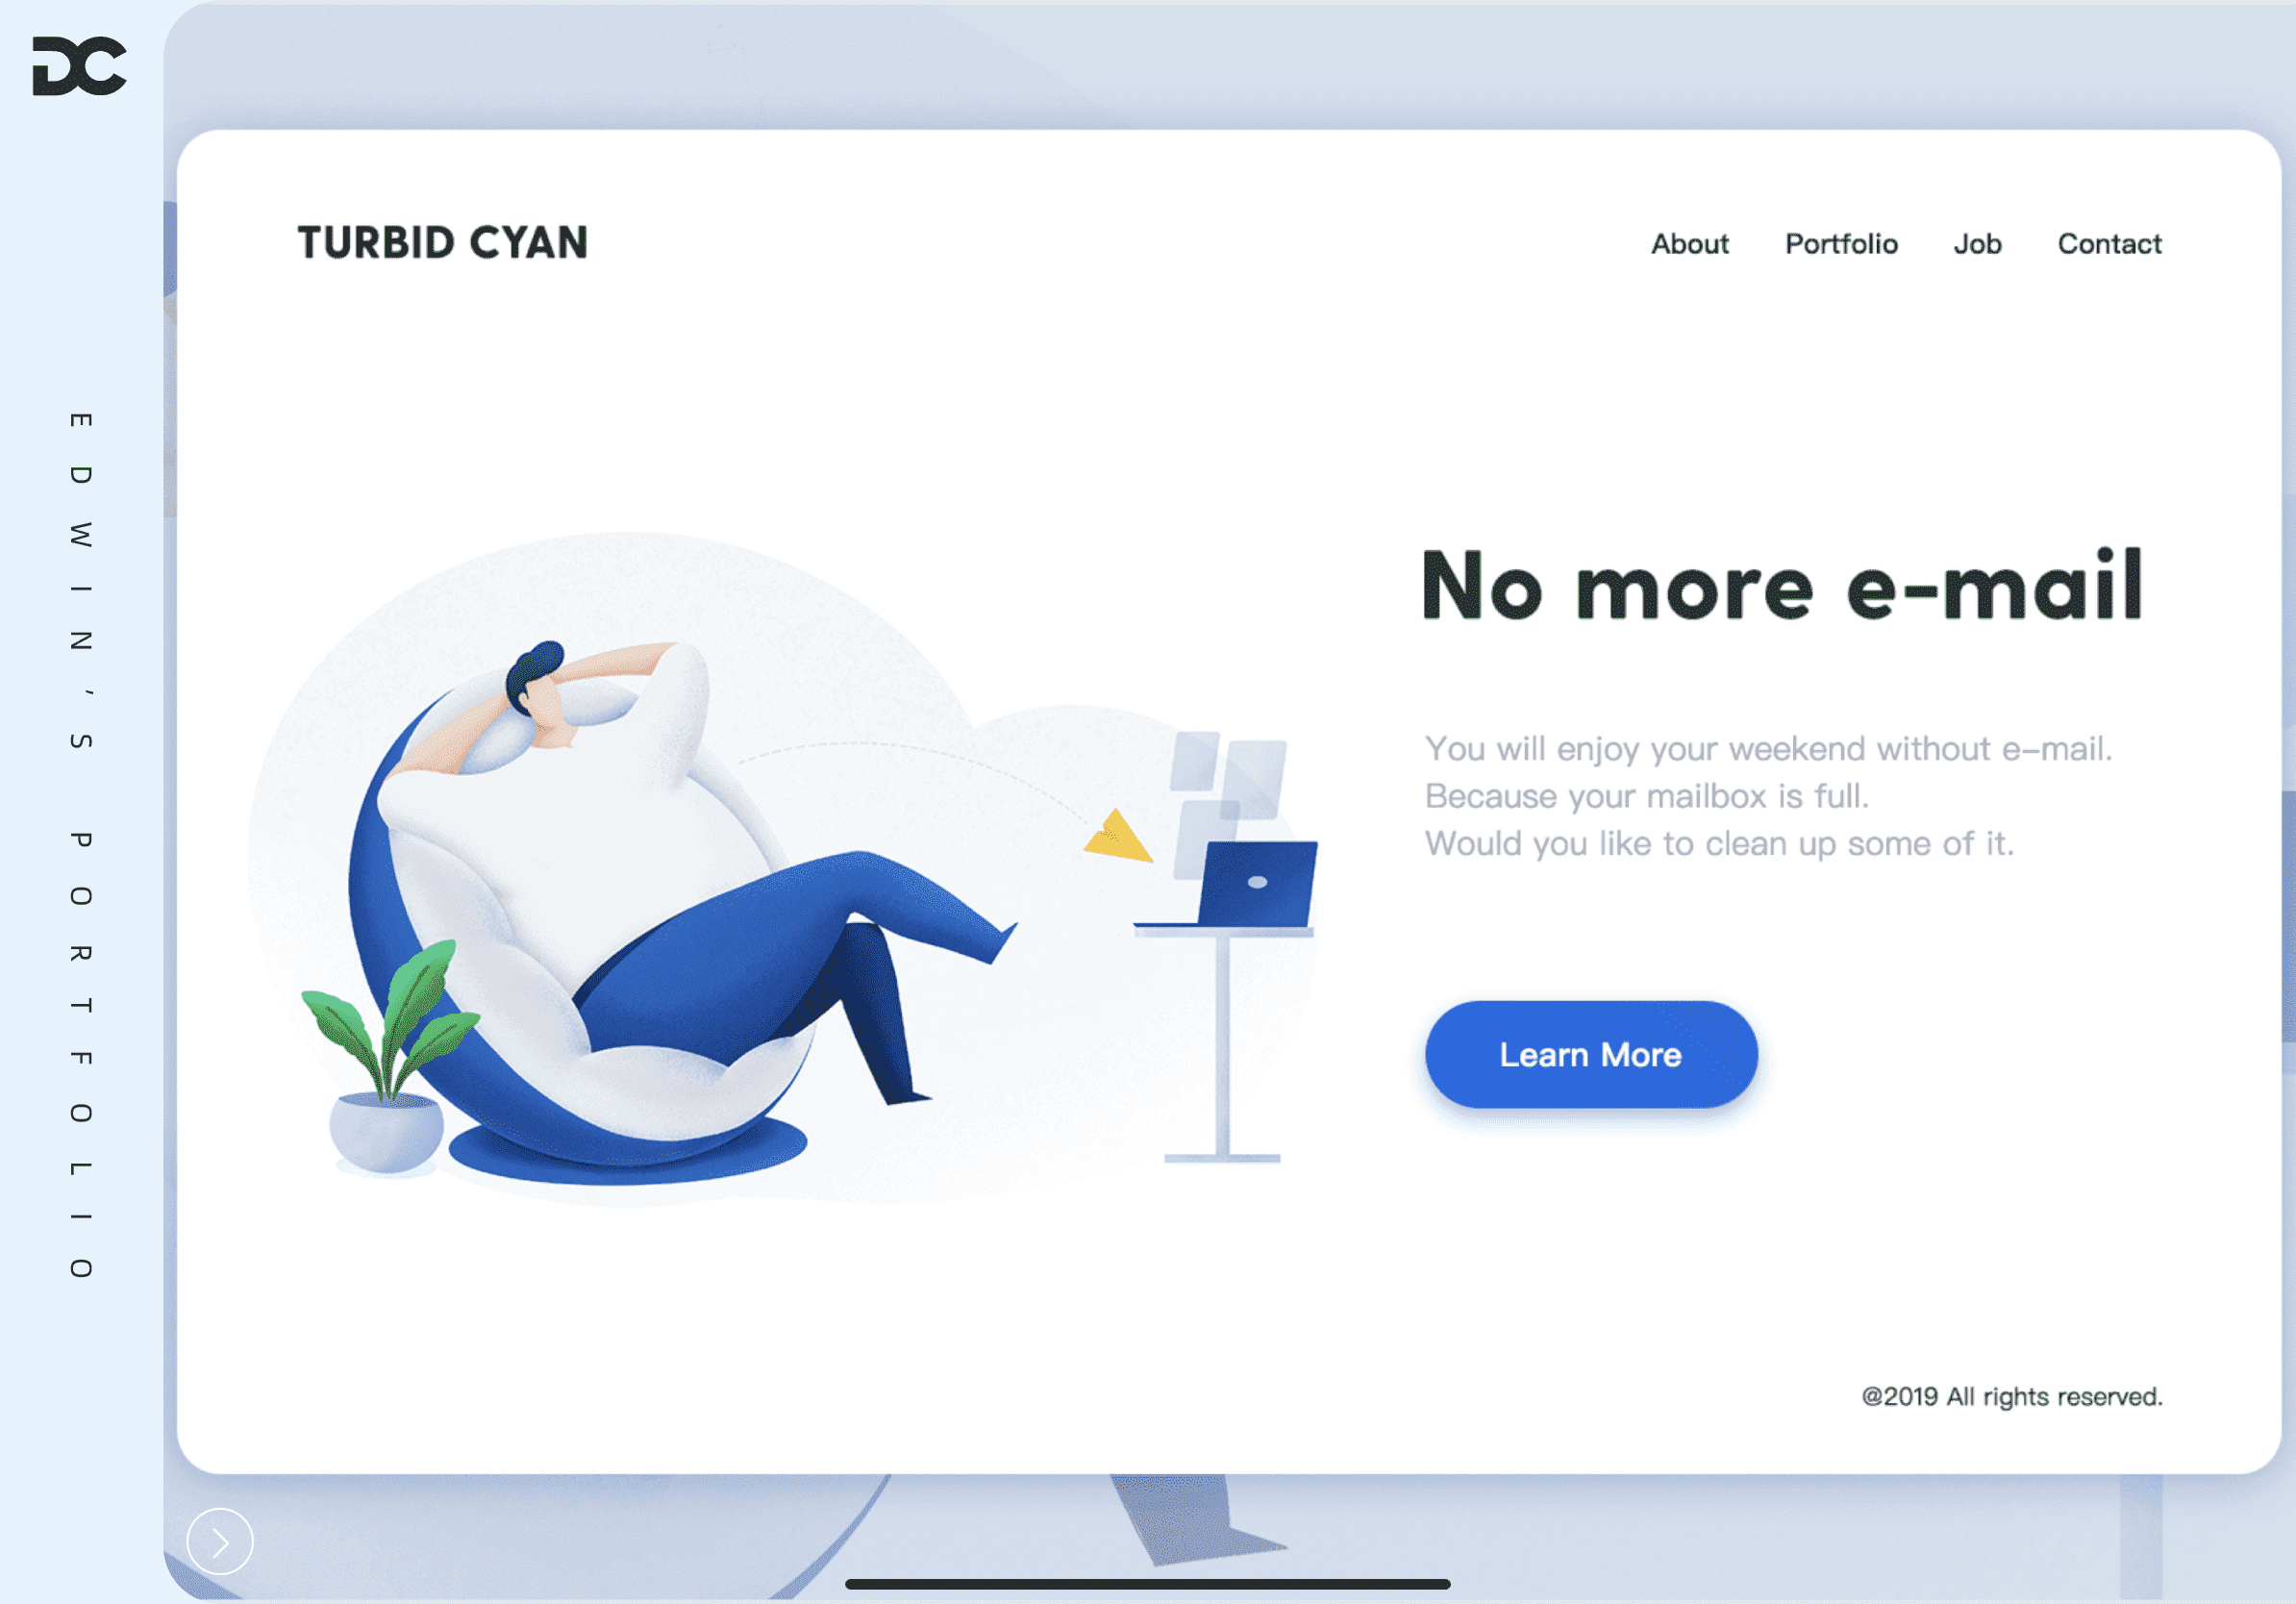 DC
EDWIN'S PORTFOLIO
TURBID CYAN
About Portfolio Job Contact
No more e-mail
You will enjoy your weekend without e-mail.
Because your mailbox is full.
Would you like to clean up some of it.
Learn More
@2019 All rights reserved.